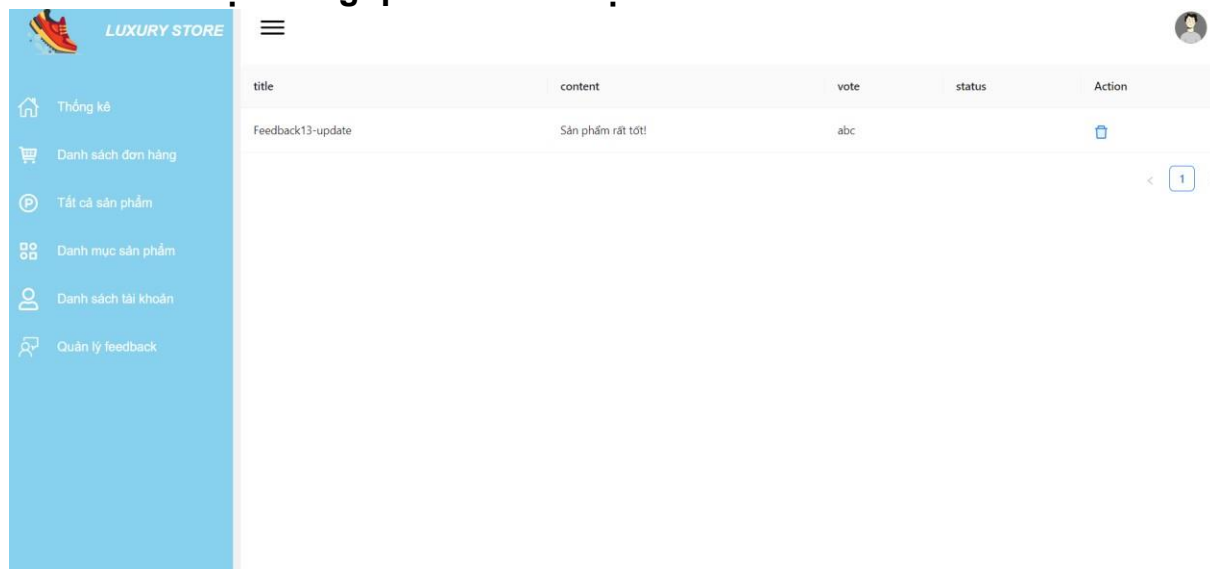 LUXURY STORE
title content vote status Action
Thống kê
Feedback13-update Sản phẩm rất tốt! abc
Danh sách đơn hàng
1
Tất cả sản phẩm
Danh mục sản phẩm
Danh sách tài khoản
Quản lý feedback